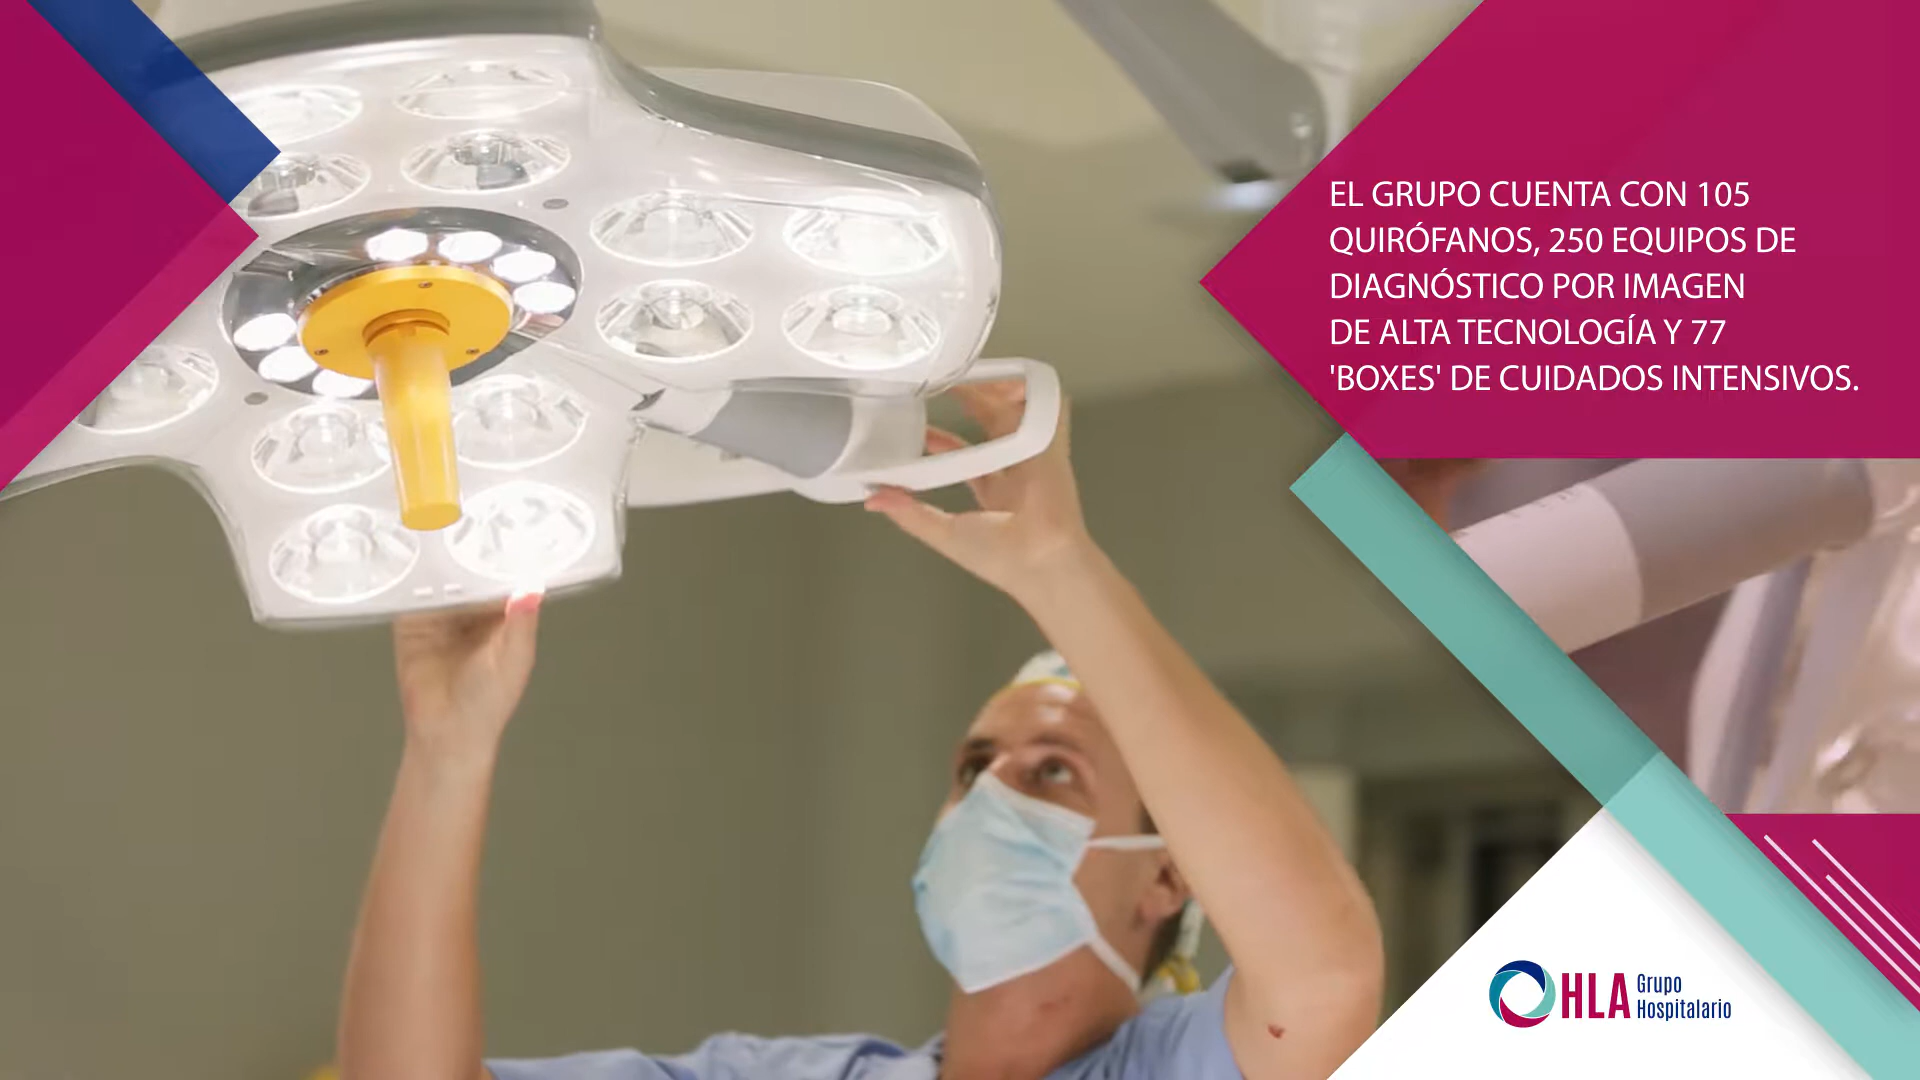 EL GRUPO CUENTA CON 105
QUIRÓFANOS, 250 EQUIPOS DE
DIAGNÓSTICO POR IMAGEN
DE ALTA TECNOLOGÍA Y 77
'BOXES' DE CUIDADOS INTENSIVOS.
HLA Grupo
Hospitalario